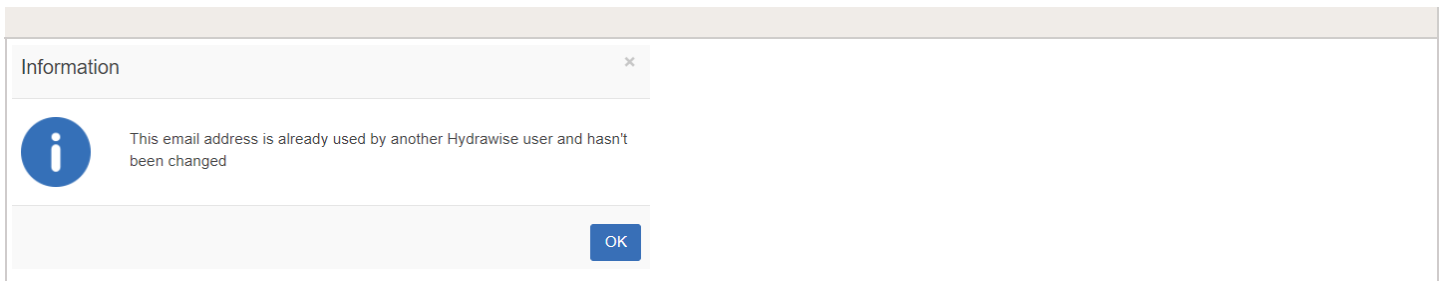 Information
×
This email address is already used by another Hydrawise user and hasn't
been changed
OK